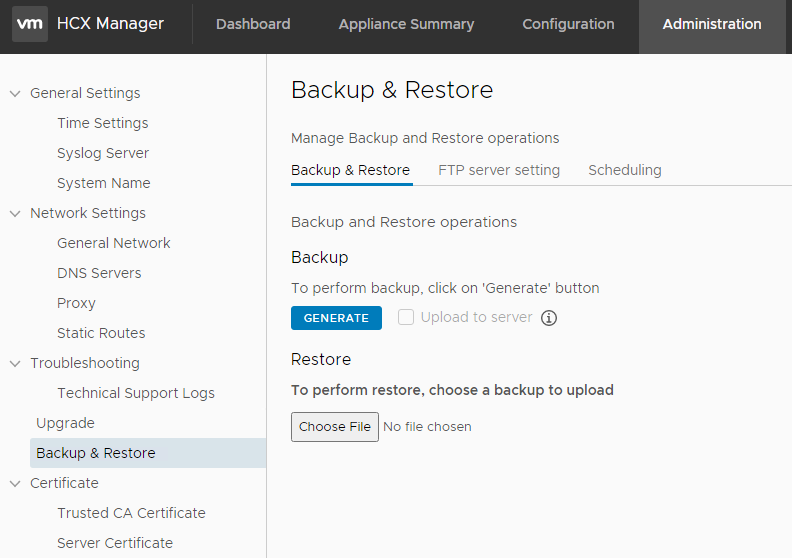 vm HCX Manager Dashboard Appliance Summary Configuration Administration
General Settings
Time Settings
Syslog Server
System Name
Network Settings
General Network
DNS Servers
Proxy
Static Routes
Troubleshooting
Technical Support Logs
Upgrade
Backup & Restore
Certificate
Trusted CA Certificate
Server Certificate
Backup & Restore
Manage Backup and Restore operations
Backup & Restore FTP server setting Scheduling
Backup and Restore operations
Backup
To perform backup, click on 'Generate' button
GENERATE Upload to server
Restore
To perform restore, choose a backup to upload
Choose File No file chosen